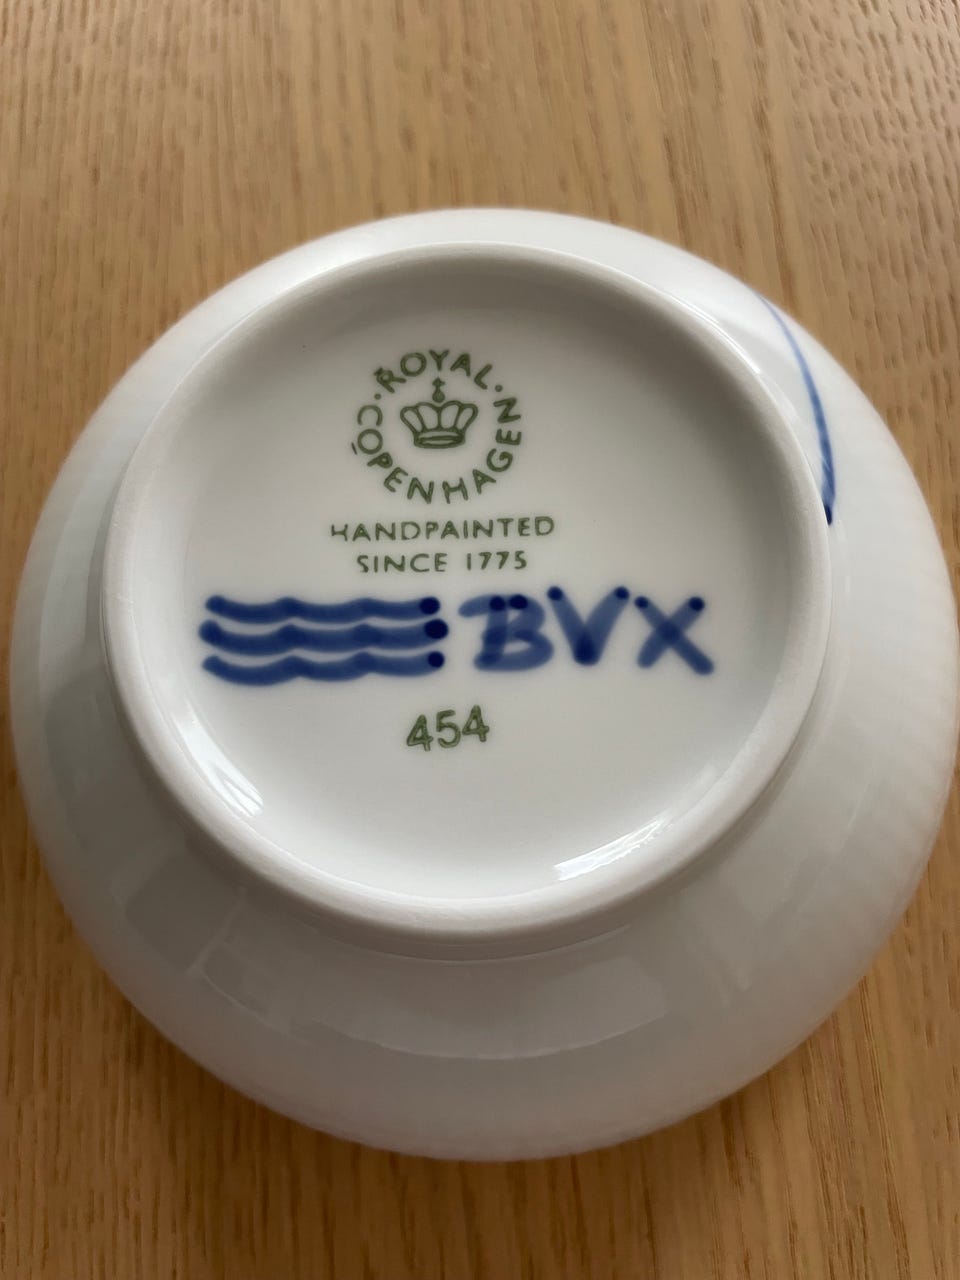 ROYAL
COPENHAGEN
HANDPAINTED
SINCE 1775
BVX
454